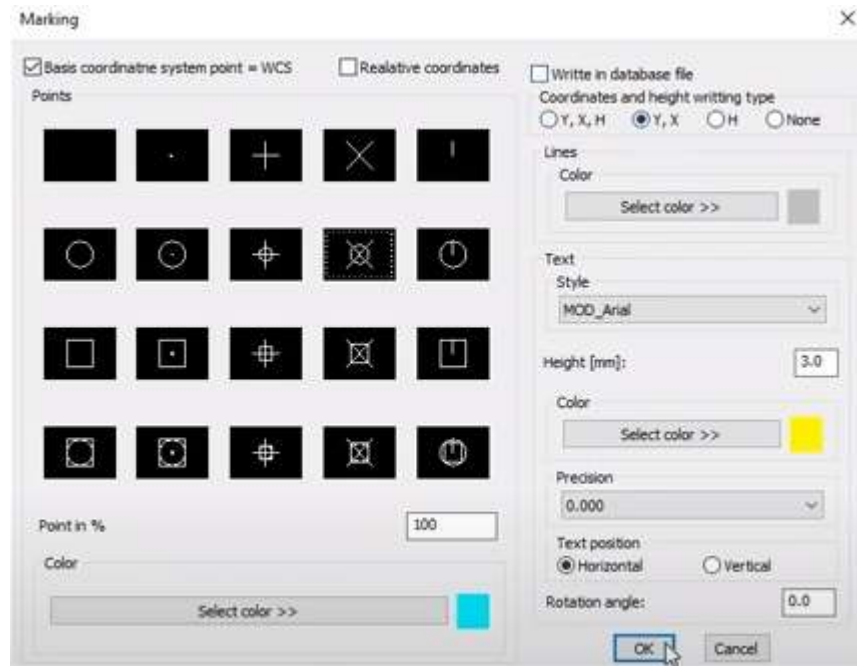 Marking
Basis coordinatne system point = WCS
Realative coordinates
Writte in database file
Points
Coordinates and height writting type
Y, X, H
Y, X
H
None
Lines
Color
Select color >>
Text
Style
MOD_Arial
Height [mm]:
3.0
Color
Select color >>
Precision
0.000
Text position
Horizontal
Vertical
Rotation angle:
0.0
Point in %
100
Color
Select color >>
OK
Cancel